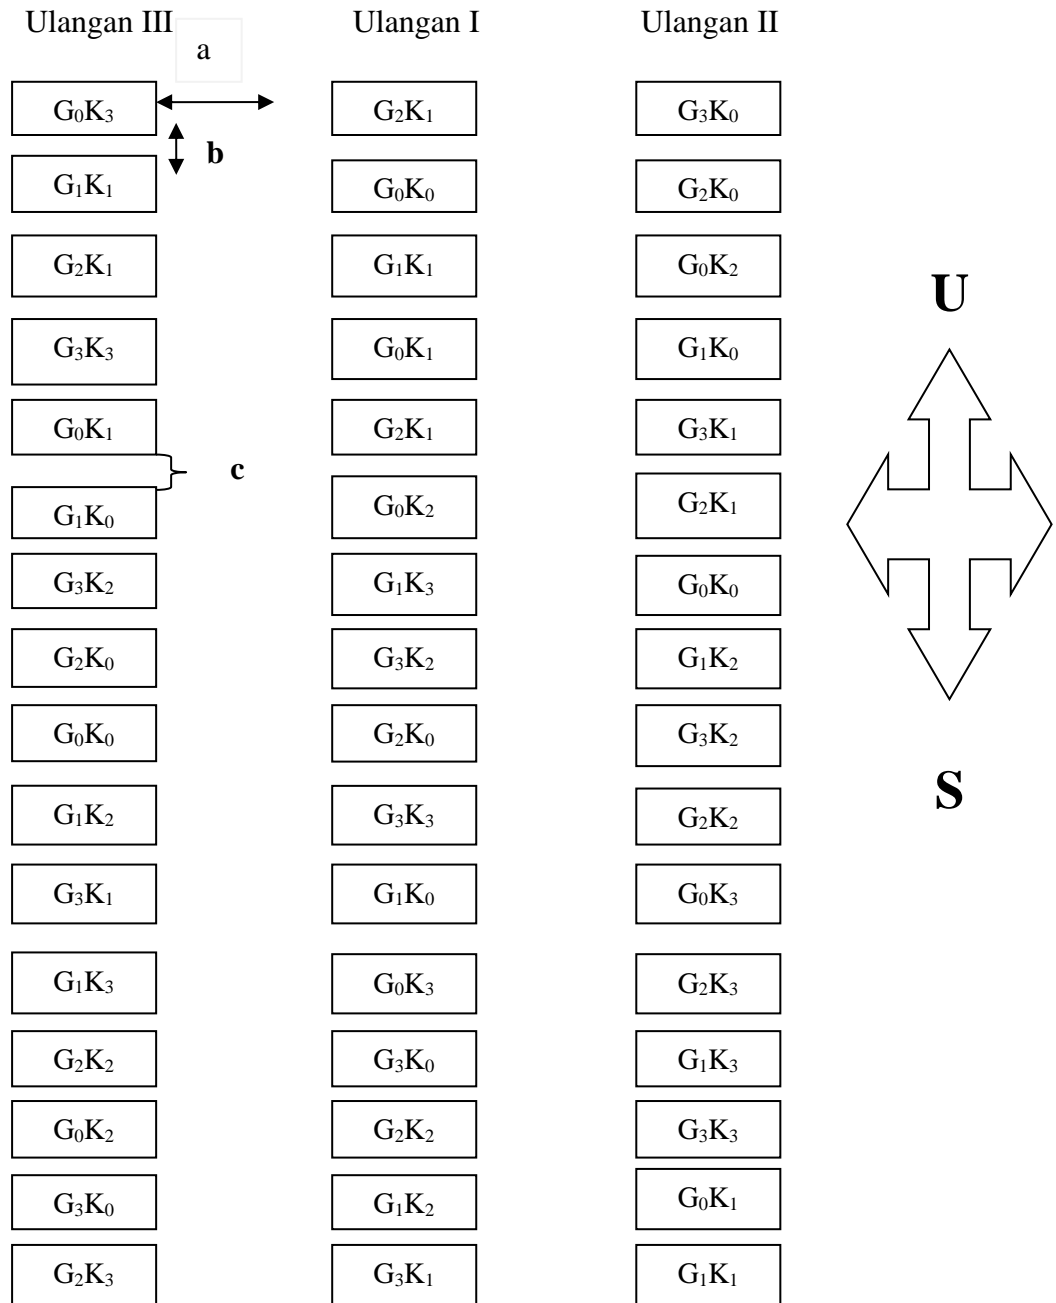 Ulangan III Ulangan I Ulangan II
a
G₀K₃ G₂K₁ G₃K₀
b
G₁K₁ G₀K₀ G₂K₀
G₂K₁ G₁K₁ G₀K₂
U
G₃K₃ G₀K₁ G₁K₀
G₀K₁ G₂K₁ G₃K₁
c
G₁K₀ G₀K₂ G₂K₁
G₃K₂ G₁K₃ G₀K₀
G₂K₀ G₃K₂ G₁K₂
G₀K₀ G₂K₀ G₃K₂
S
G₁K₂ G₃K₃ G₂K₂
G₃K₁ G₁K₀ G₀K₃
G₁K₃ G₀K₃ G₂K₃
G₂K₂ G₃K₀ G₁K₃
G₀K₂ G₂K₂ G₃K₃
G₃K₀ G₁K₂ G₀K₁
G₂K₃ G₃K₁ G₁K₁